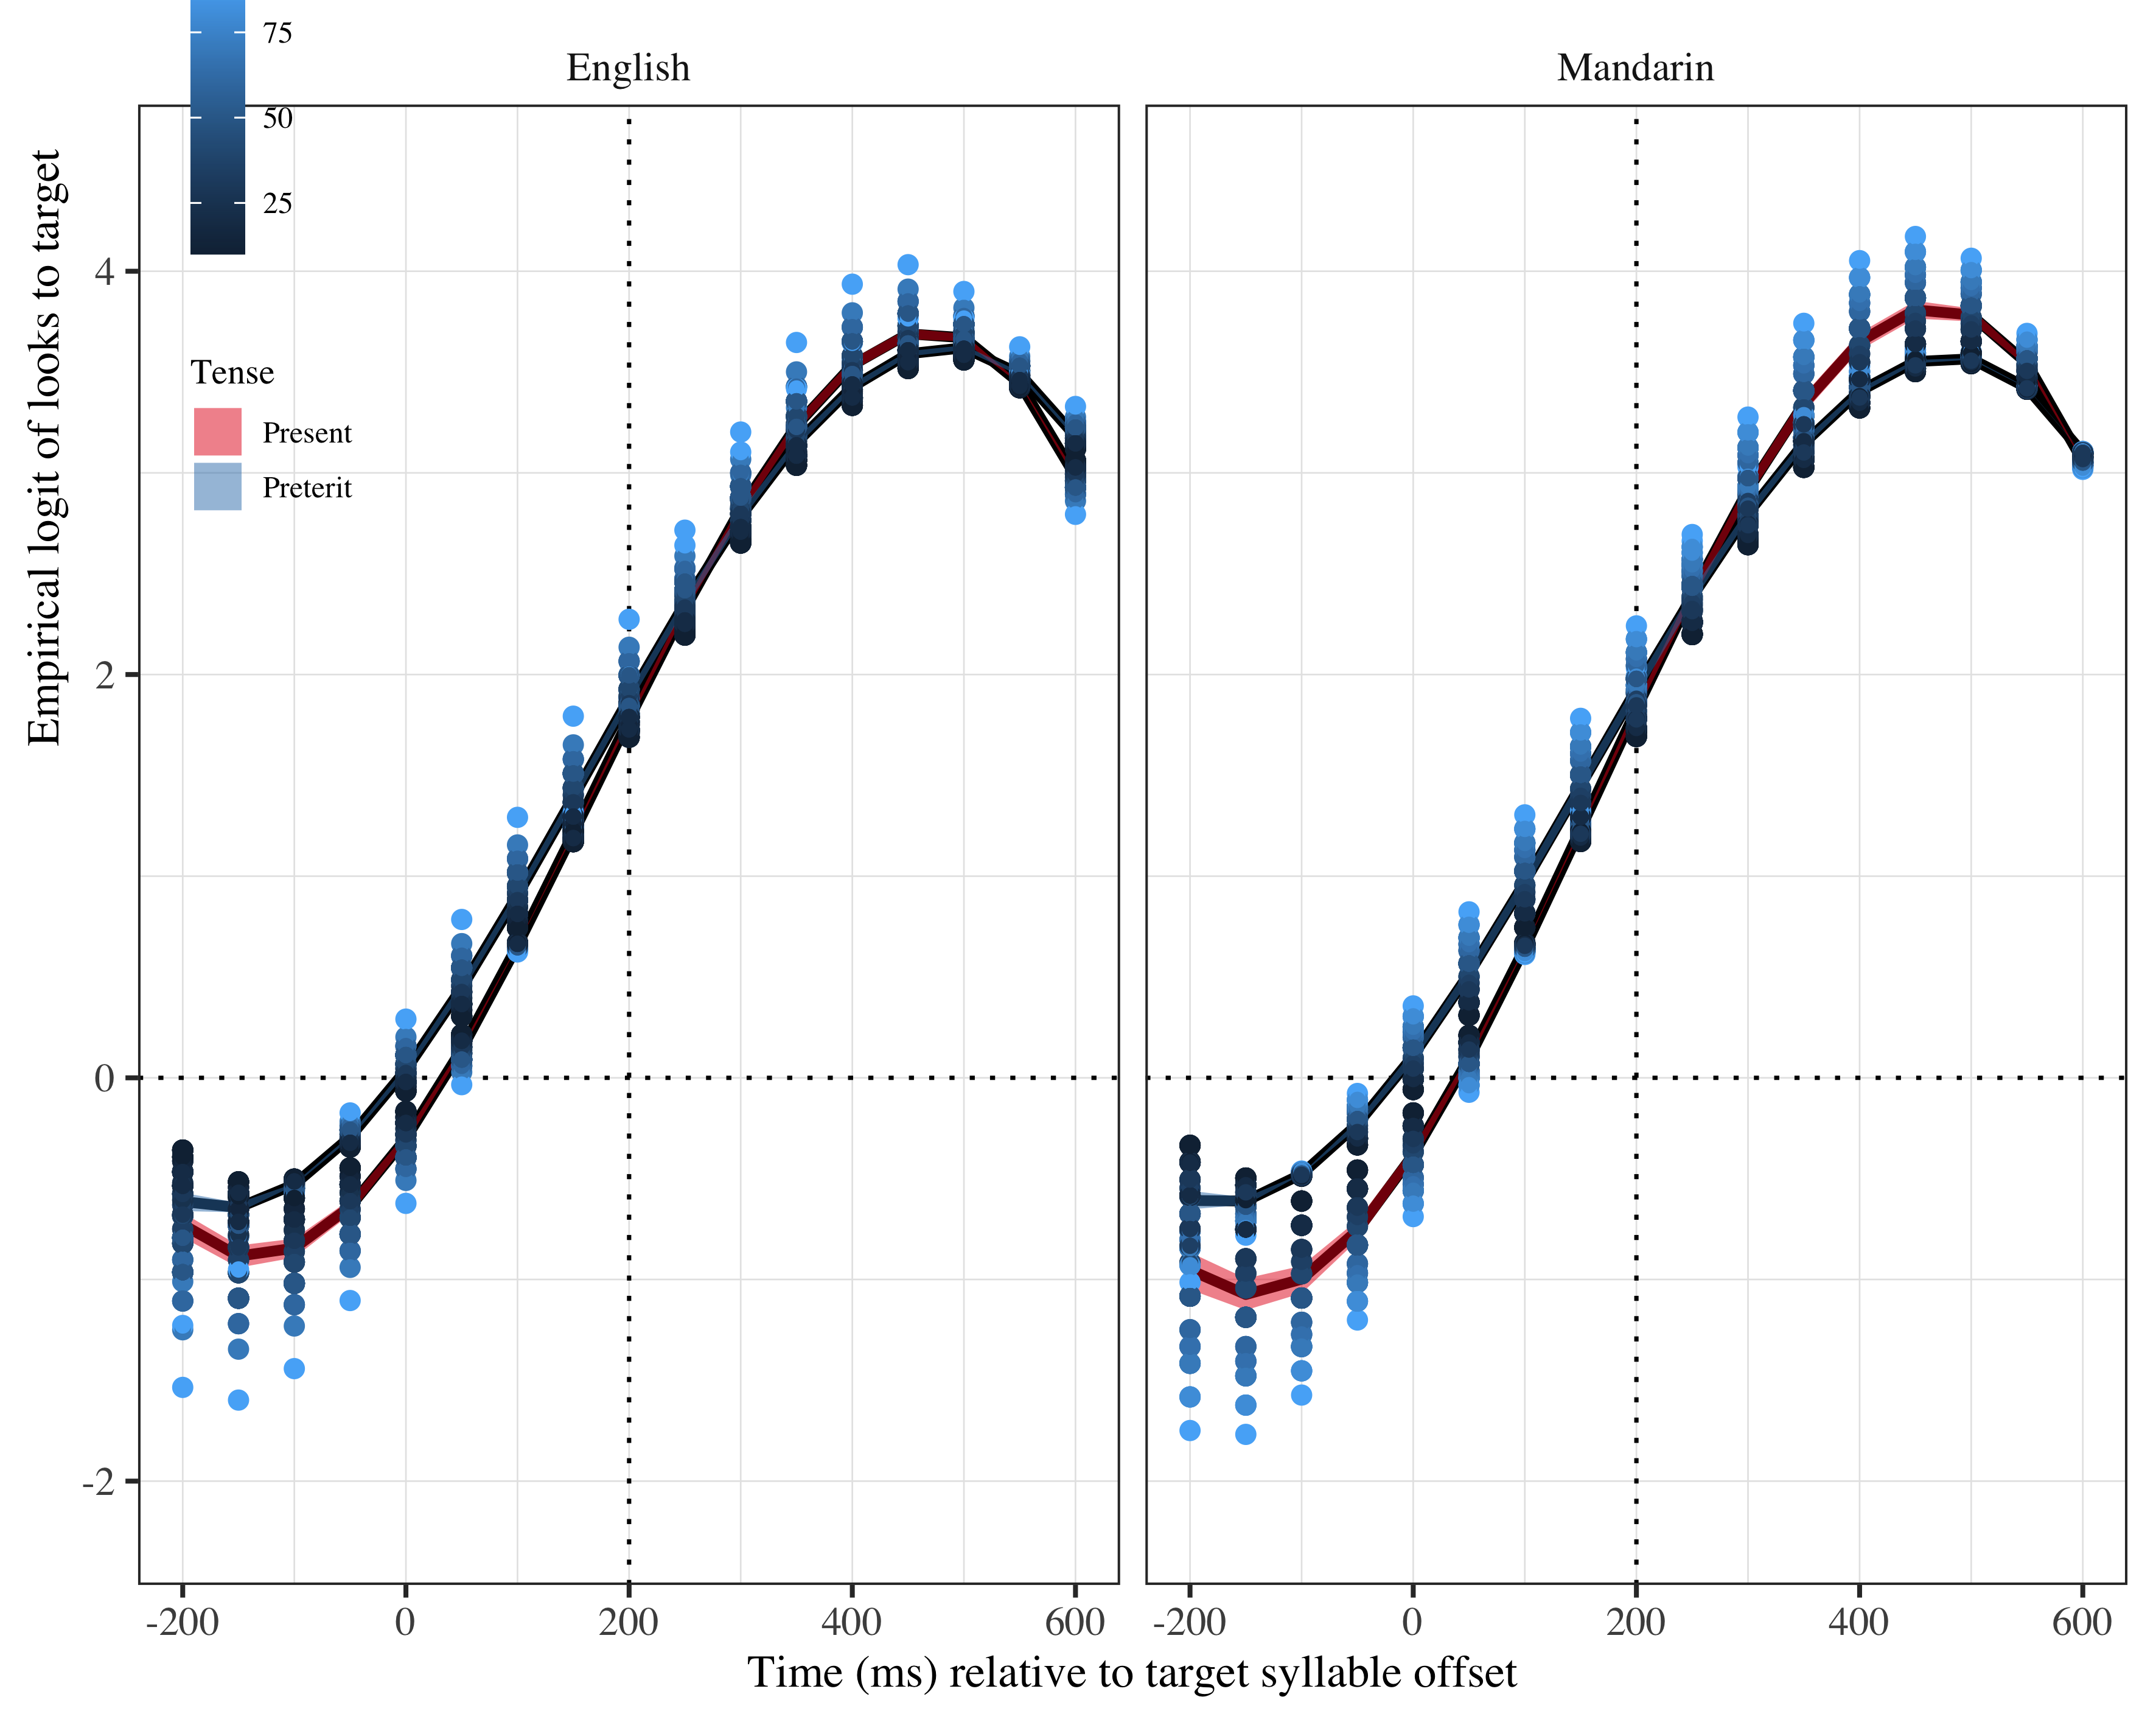 75
50
25
English
Mandarin
Empirical logit of looks to target
4
2
0
-2
Tense
Present
Preterit
-200 0 200 400 600
-200 0 200 400 600
Time (ms) relative to target syllable offset